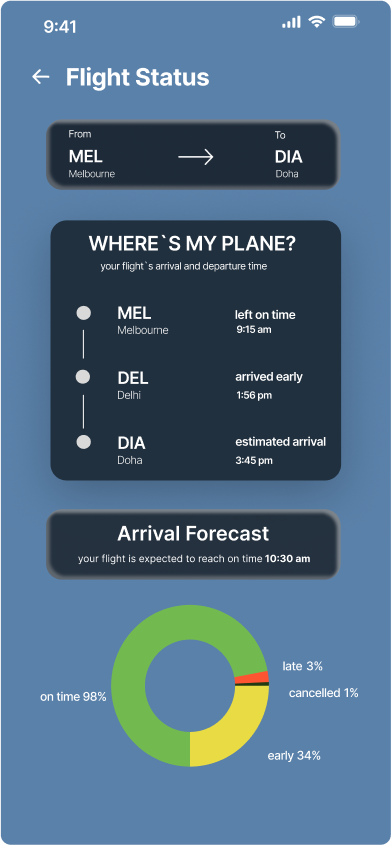 9:41
Flight Status
From To
MEL DIA
Melbourne Doha
WHERE`S MY PLANE?
your flight`s arrival and departure time
MEL left on time
Melbourne 9:15 am
DEL arrived early
Delhi 1:56 pm
DIA estimated arrival
Doha 3:45 pm
Arrival Forecast
your flight is expected to reach on time 10:30 am
late 3%
cancelled 1%
on time 98%
early 34%